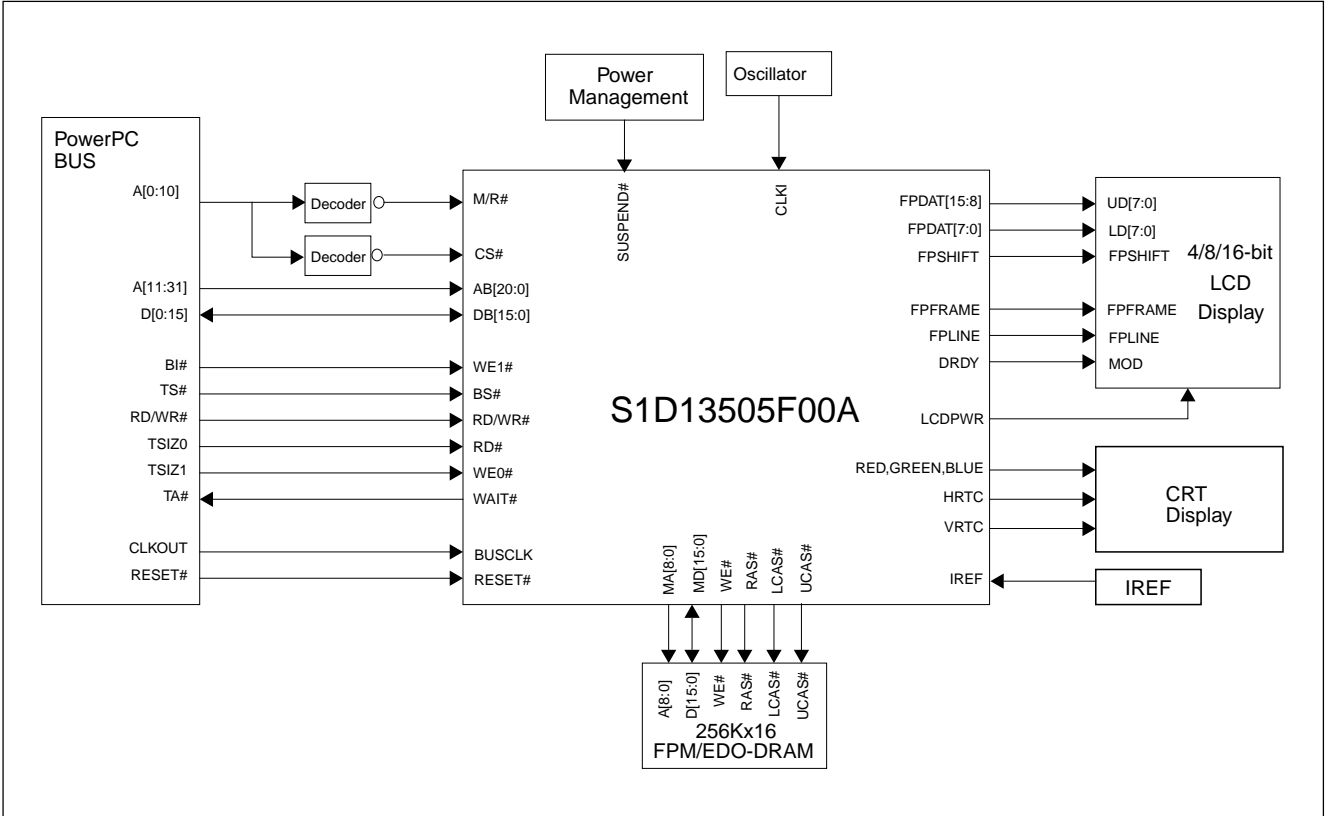 Power
Management
Oscillator
PowerPC
BUS
A[0:10]
Decoder
Decoder
A[11:31]
D[0:15]
BI#
TS#
RD/WR#
TSIZ0
TSIZ1
TA#
CLKOUT
RESET#
M/R#
CS#
AB[20:0]
DB[15:0]
WE1#
BS#
RD/WR#
RD#
WE0#
WAIT#
BUSCLK
RESET#
SUSPEND#
CLKI
S1D13505F00A
FPDAT[15:8]
FPDAT[7:0]
FPSHIFT
FPFRAME
FPLINE
DRDY
LCDPWR
RED,GREEN,BLUE
HRTC
VRTC
IREF
UD[7:0]
LD[7:0]
FPSHIFT
FPFRAME
FPLINE
MOD
4/8/16-bit
LCD
Display
CRT
Display
IREF
MA[8:0]
MD[15:0]
WE#
RAS#
LCAS#
UCAS#
A[8:0]
D[15:0]
WE#
RAS#
LCAS#
UCAS#
256Kx16
FPM/EDO-DRAM